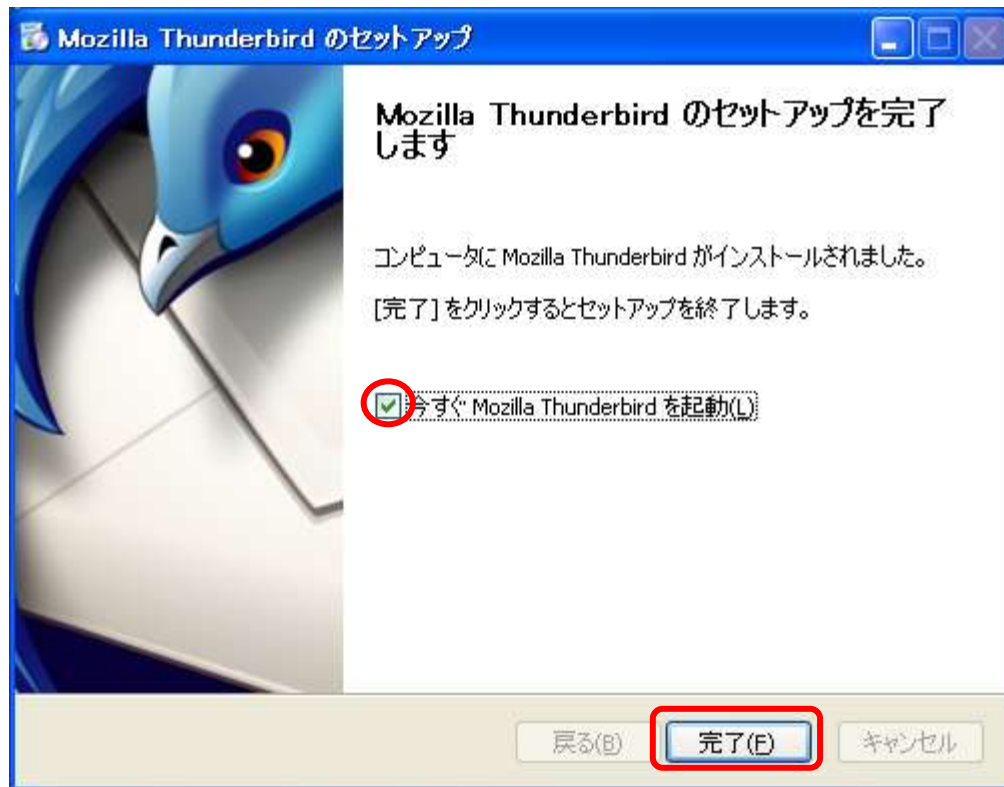 Mozilla Thunderbird のセットアップ
Mozilla Thunderbird のセットアップを完了
します
コンピュータに Mozilla Thunderbird がインストールされました。
[完了] をクリックするとセットアップを終了します。
今すぐ Mozilla Thunderbird を起動(L)
戻る(B) 完了(F) キャンセル